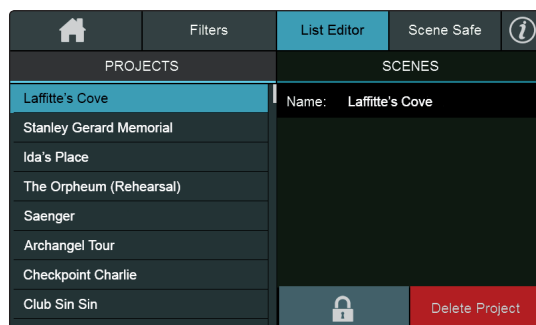 Filters
List Editor
Scene Safe
i
PROJECTS
SCENES
Laffitte's Cove
Name: Laffitte's Cove
Stanley Gerard Memorial
Ida's Place
The Orpheum (Rehearsal)
Saenger
Archangel Tour
Checkpoint Charlie
Club Sin Sin
Delete Project